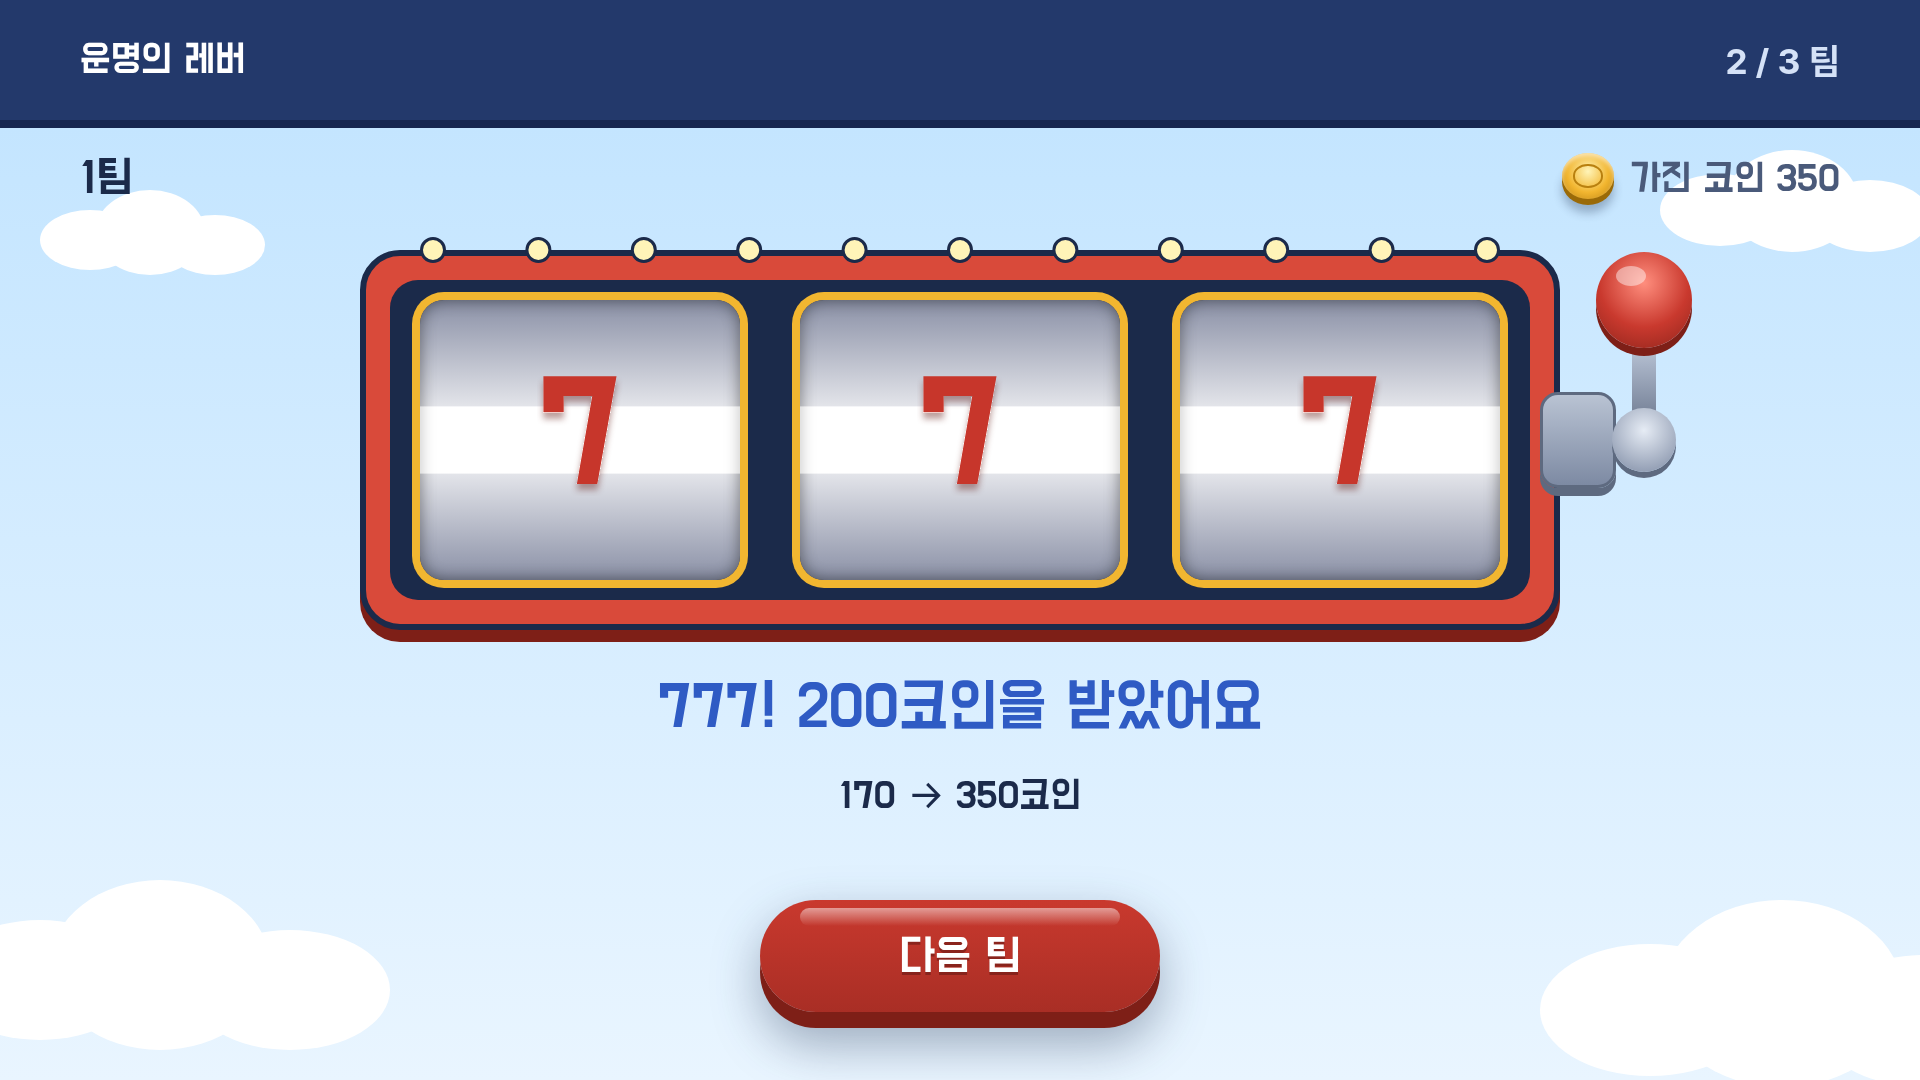 운명의 레버
2 / 3 팀
1팀
가진 코인 350
7 7 7
777! 200코인을 받았어요
170 → 350코인
다음 팀